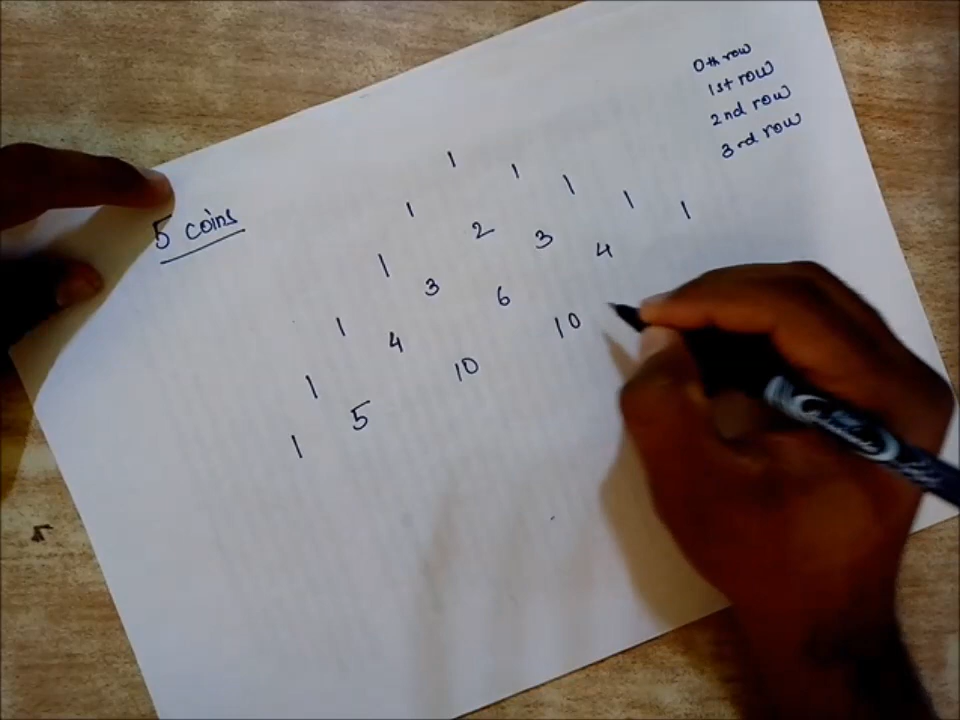 0th row
1st row
2nd row
3rd row
5 coins
1
1 1
1 2 1
1 3 3 1
1 4 6 4 1
1 5 10 10